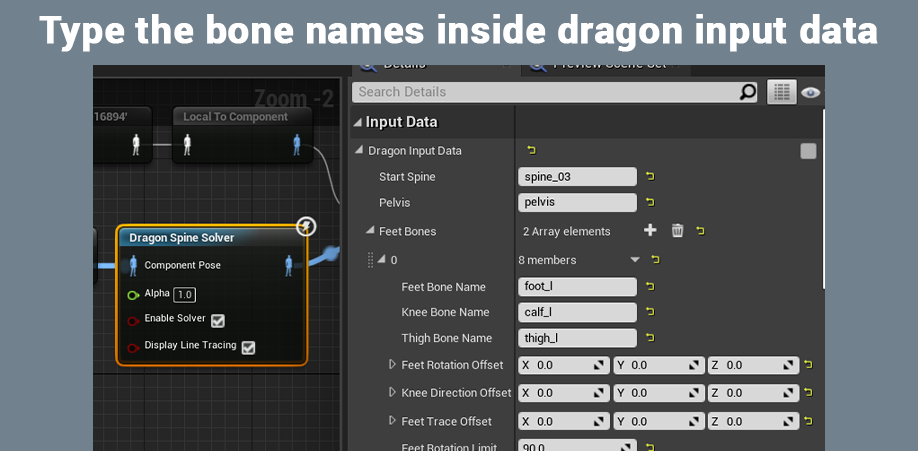 Type the bone names inside dragon input data
Details
Preview Scene Set
Zoom -2
Search Details
16894'
Local To Component
Input Data
Dragon Input Data
Start Spine
spine_03
Pelvis
pelvis
Feet Bones
2 Array elements
0
8 members
Dragon Spine Solver
Component Pose
Alpha 1.0
Enable Solver
Display Line Tracing
Feet Bone Name
foot_l
Knee Bone Name
calf_l
Thigh Bone Name
thigh_l
Feet Rotation Offset
X 0.0 Y 0.0 Z 0.0
Knee Direction Offset
X 0.0 Y 0.0 Z 0.0
Feet Trace Offset
X 0.0 Y 0.0 Z 0.0
Feet Rotation Limit
90.0